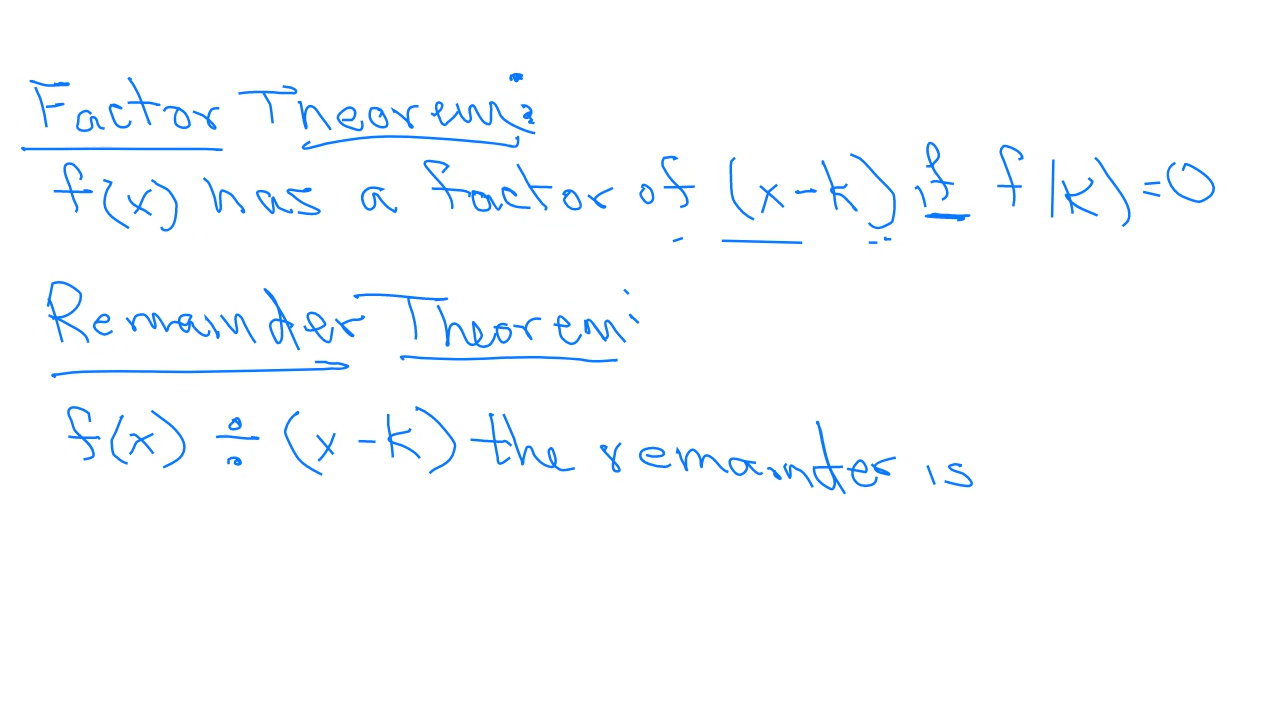 Factor Theorem:
f(x) has a factor of (x-k) if f(k)=0
Remainder Theorem:
f(x) ÷ (x-k) the remainder is